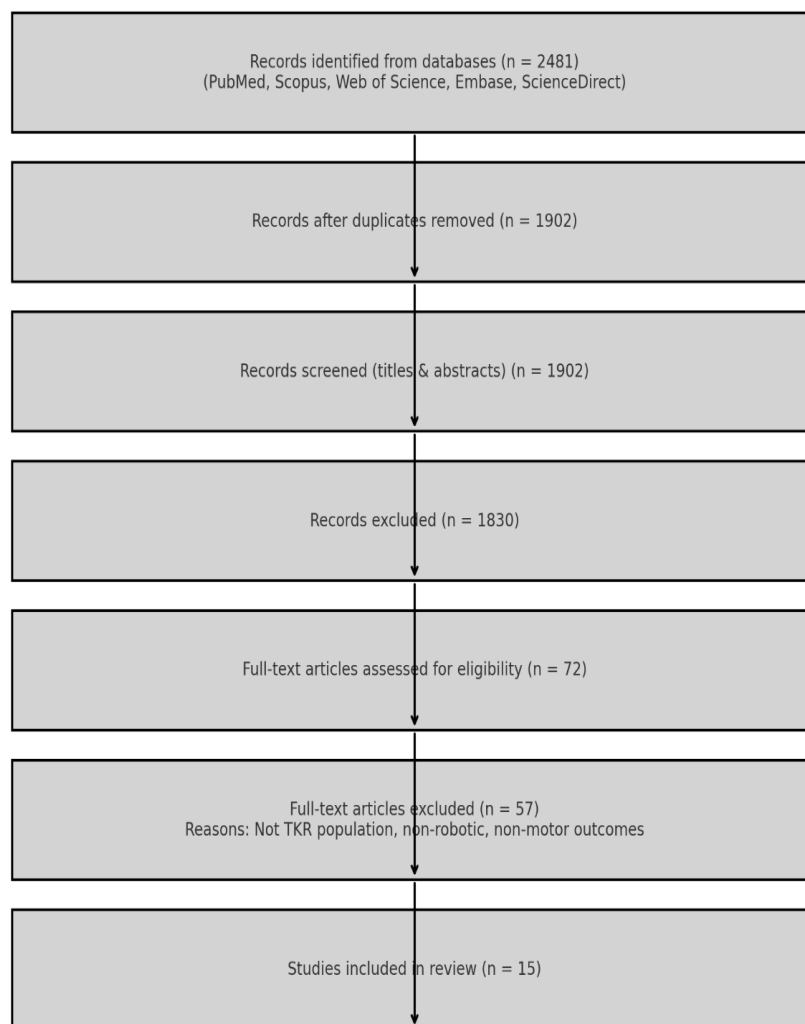 Records identified from databases (n = 2481)
(PubMed, Scopus, Web of Science, Embase, ScienceDirect)
Records after duplicates removed (n = 1902)
Records screened (titles & abstracts) (n = 1902)
Records excluded (n = 1830)
Full-text articles assessed for eligibility (n = 72)
Full-text articles excluded (n = 57)
Reasons: Not TKR population, non-robotic, non-motor outcomes
Studies included in review (n = 15)